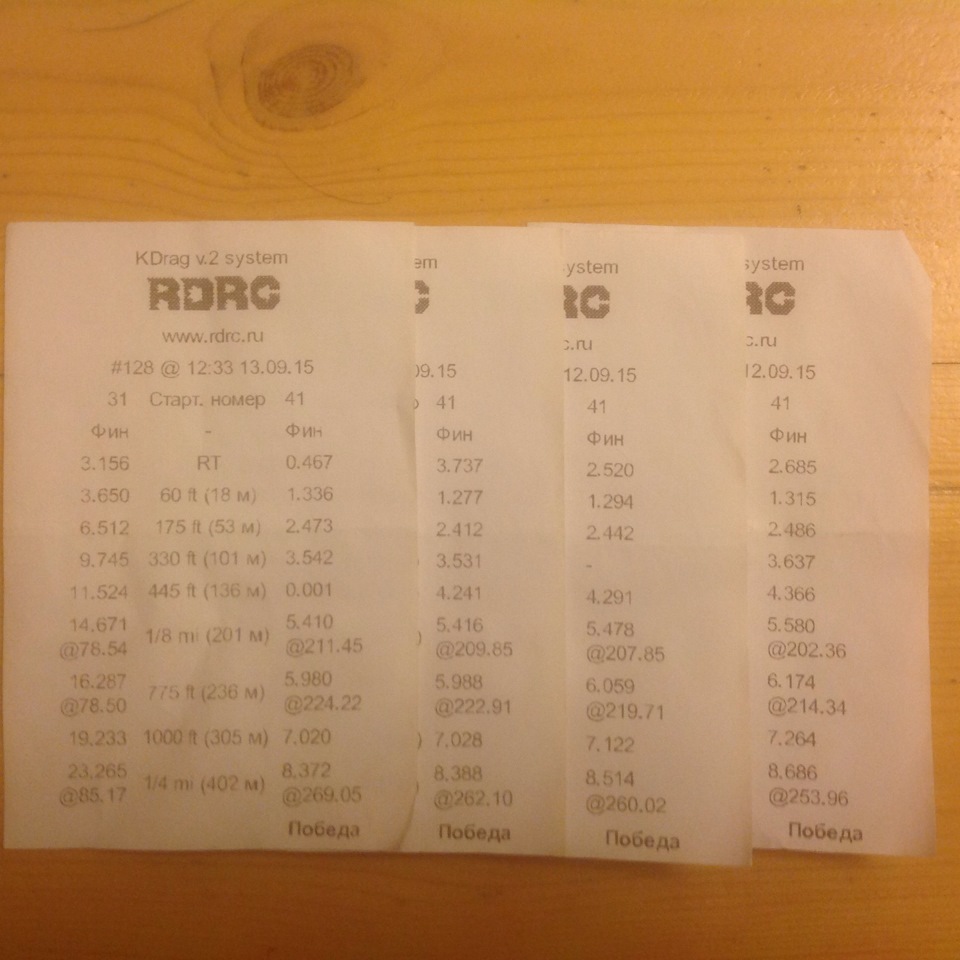 KDrag v.2 system
RDRC
www.rdrc.ru
#128 @ 12:33 13.09.15
31 Старт. номер 41
Фин - Фин
3.156 RT 0.467
3.650 60 ft (18 м) 1.336
6.512 175 ft (53 м) 2.473
9.745 330 ft (101 м) 3.542
11.524 445 ft (136 м) 0.001
14.671 1/8 mi (201 м) 5.410
@78.54 @211.45
16.287 775 ft (236 м) 5.980
@78.50 @224.22
19.233 1000 ft (305 м) 7.020
23.265 1/4 mi (402 м) 8.372
@85.17 @269.05
Победа
em
C
09.15
41
Фин
3.737
1.277
2.412
3.531
4.241
) 5.416
@209.85
5.988
@222.91
) 7.028
8.388
@262.10
Победа
ystem
RC
c.ru
12.09.15
41
Фин
2.520
1.294
2.442
-
4.291
5.478
@207.85
6.059
@219.71
7.122
8.514
@260.02
Победа
system
RC
c.ru
12.09.15
41
Фин
2.685
1.315
2.486
3.637
4.366
5.580
@202.36
6.174
@214.34
7.264
8.686
@253.96
Победа